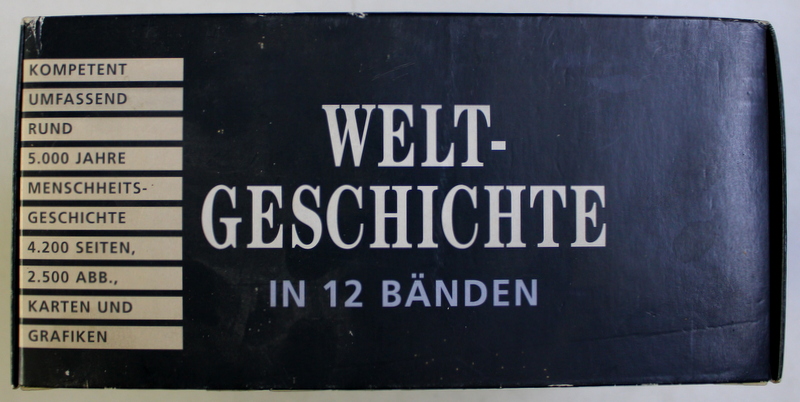 KOMPETENT
UMFASSEND
RUND
5.000 JAHRE
MENSCHHEITS-
GESCHICHTE
4.200 SEITEN,
2.500 ABB.,
KARTEN UND
GRAFIKEN
WELT-
GESCHICHTE
IN 12 BÄNDEN